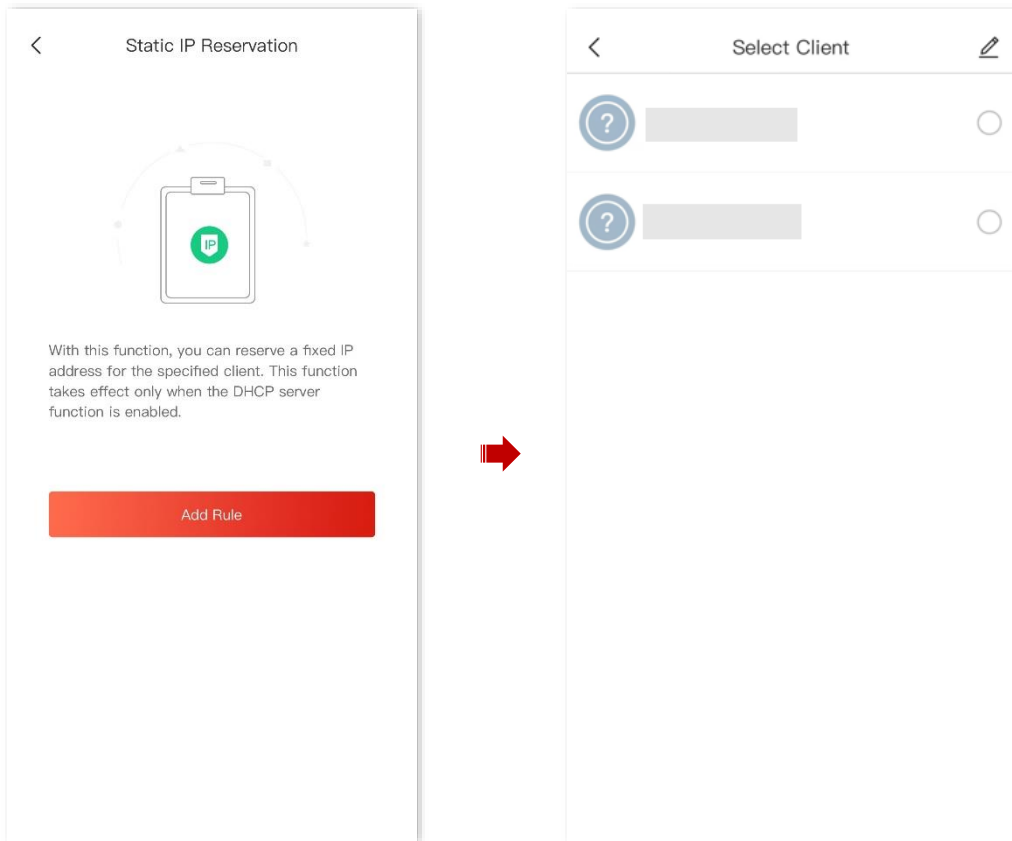 Static IP Reservation
IP
With this function, you can reserve a fixed IP
address for the specified client. This function
takes effect only when the DHCP server
function is enabled.
Add Rule
Select Client
?
?